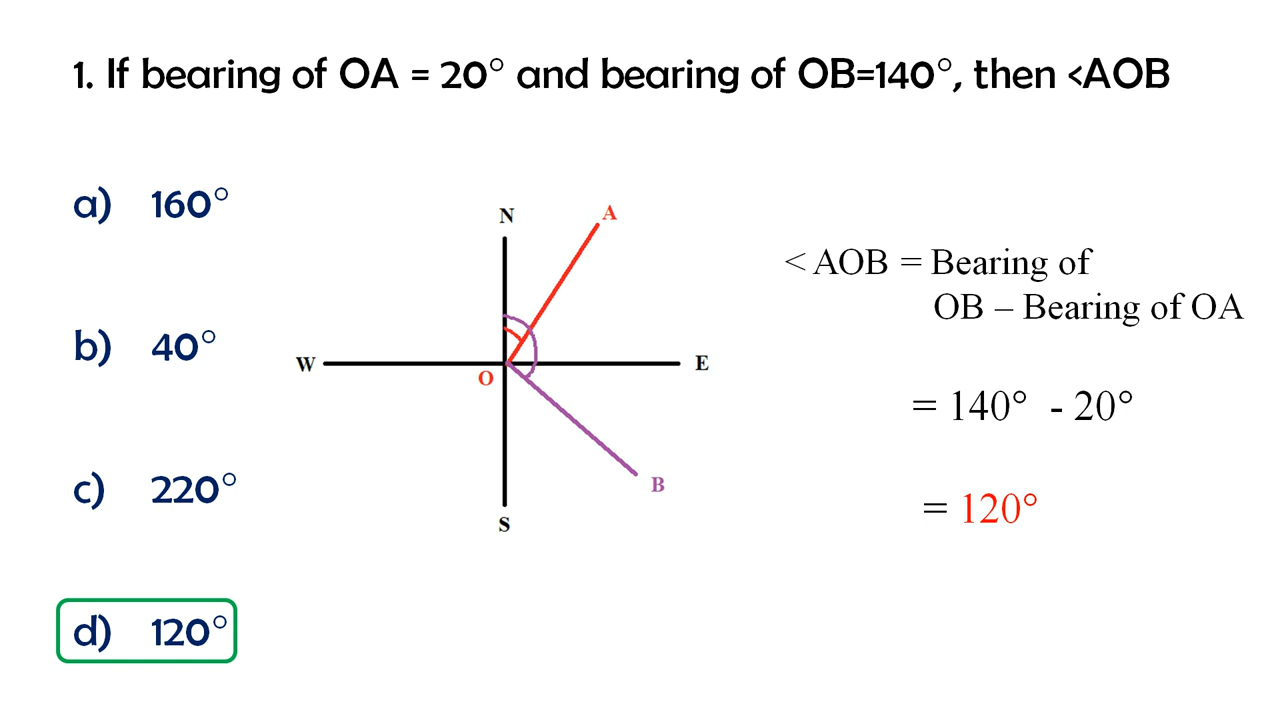 1. If bearing of OA = 20° and bearing of OB=140°, then <AOB
a) 160°
b) 40°
c) 220°
d) 120°
N
A
W
E
O
B
S
< AOB = Bearing of
OB – Bearing of OA
= 140° - 20°
= 120°